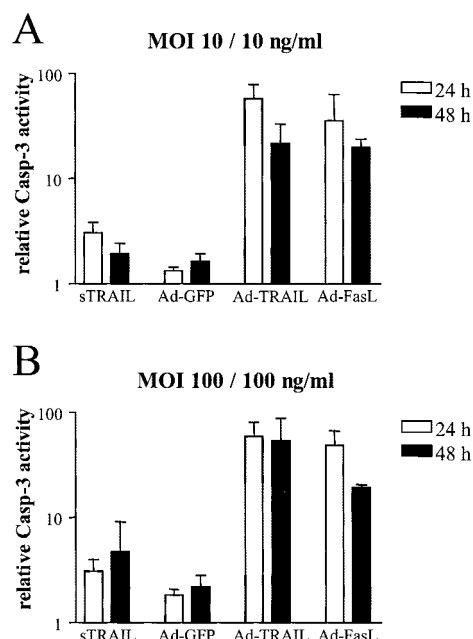 A
MOI 10 / 10 ng/ml
relative Casp-3 activity
100
10
1
24 h
48 h
sTRAIL Ad-GFP Ad-TRAIL Ad-FasL
B
MOI 100 / 100 ng/ml
relative Casp-3 activity
100
10
1
24 h
48 h
sTRAIL Ad-GFP Ad-TRAIL Ad-FasL